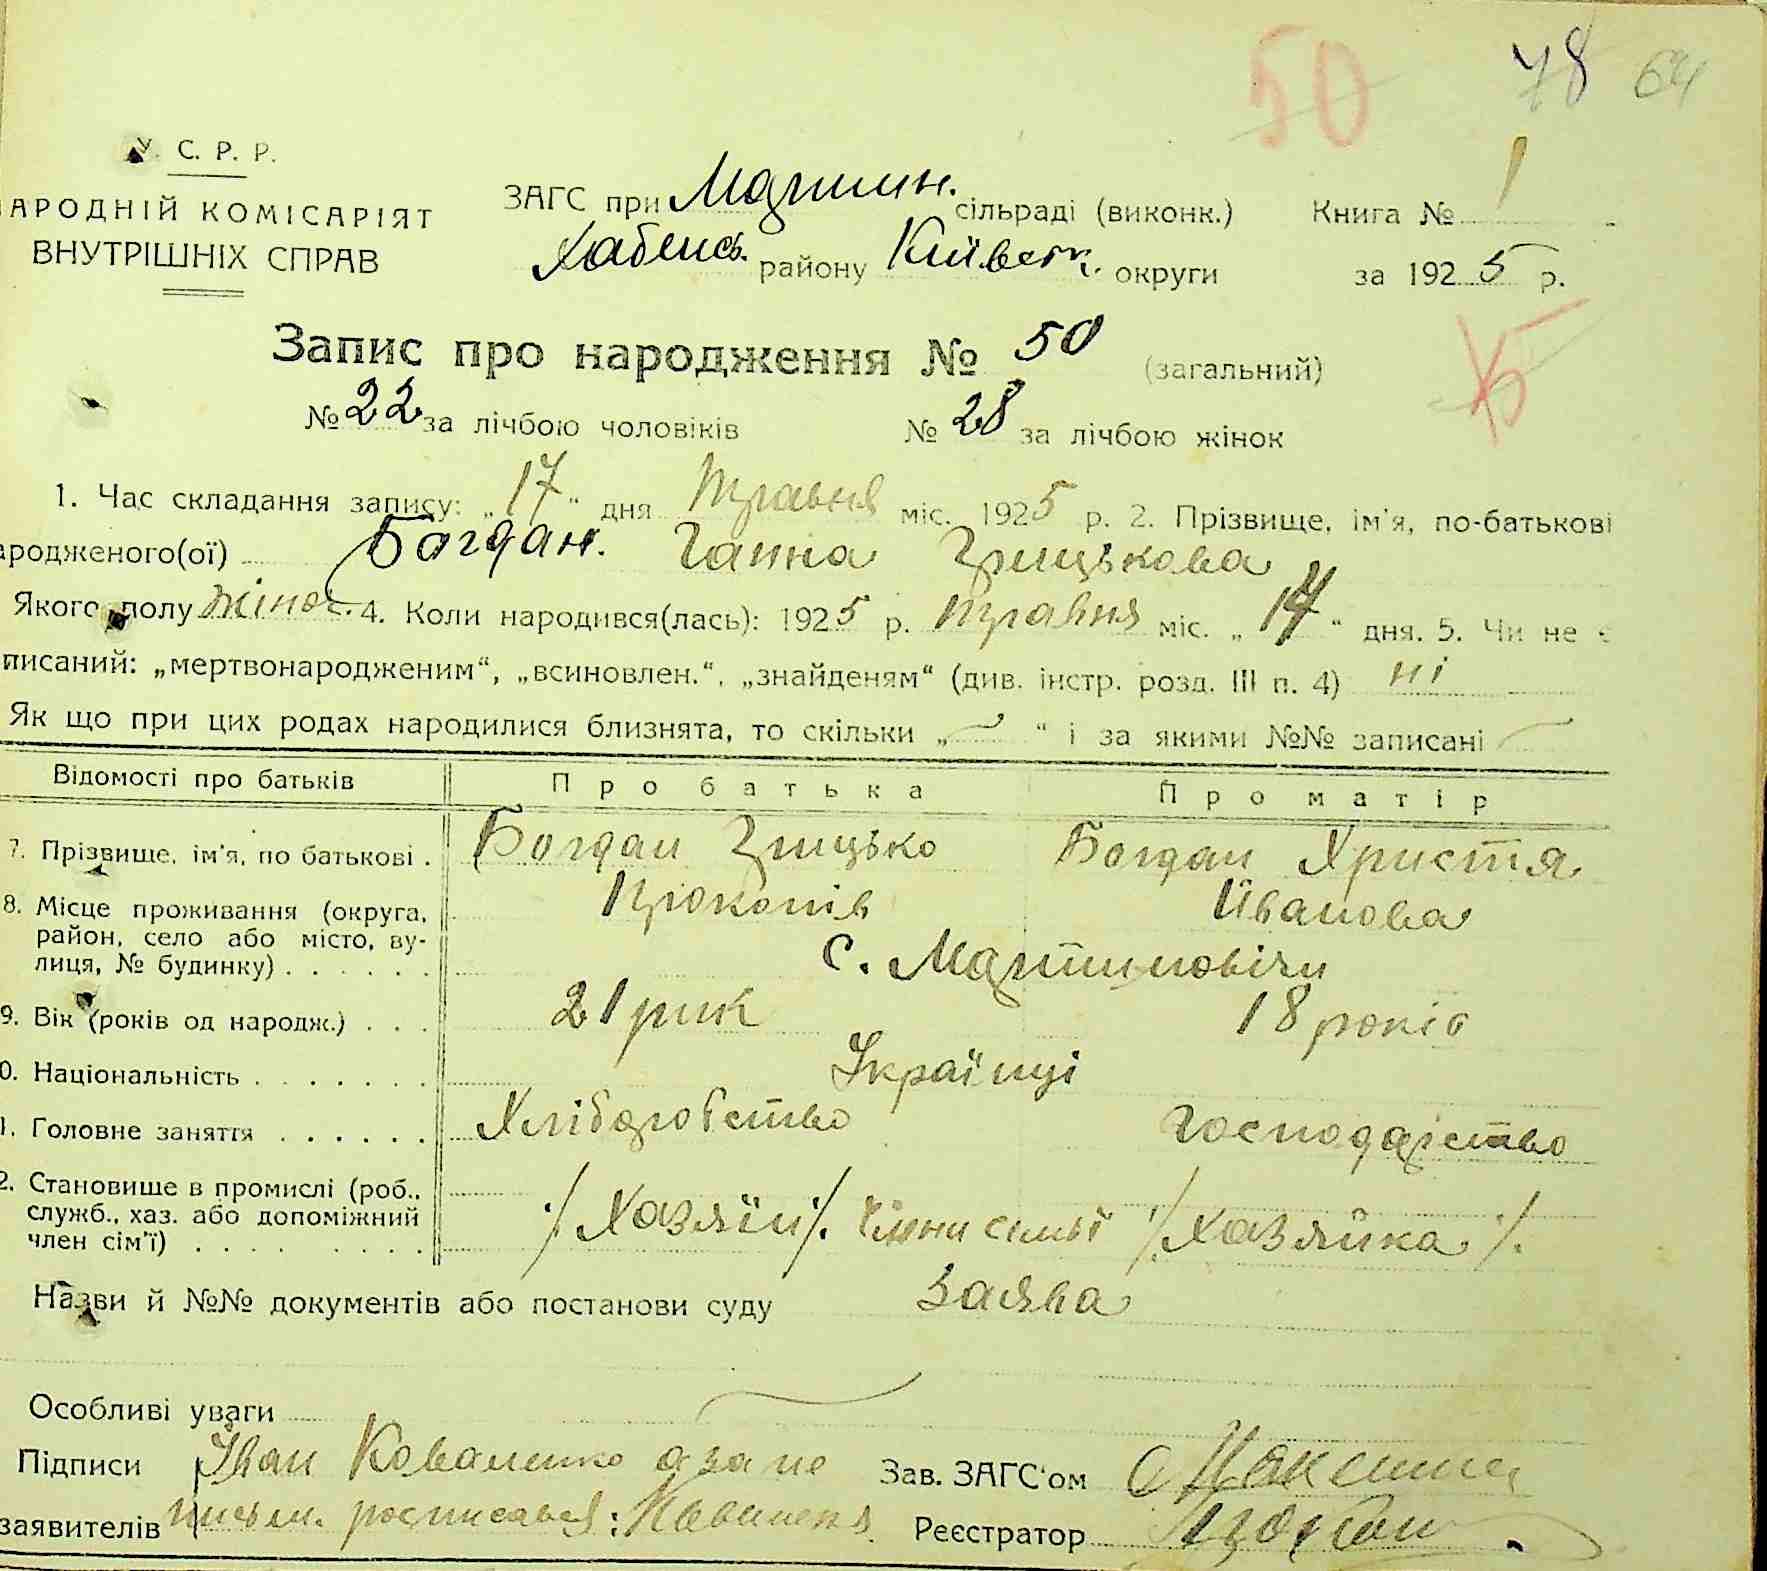 50 78 64
У. С. Р. Р.
НАРОДНІЙ КОМІСАРІЯТ
ВНУТРІШНІХ СПРАВ
ЗАГС при Мартин. сільраді (виконк.) Книга № 1
Хабенсь. району Київськ. округи за 1925 р.
Запис про народження № 50 (загальний)
№ 22 за лічбою чоловіків № 28 за лічбою жінок
1. Час складання запису: „17“ дня Травня міс. 1925 р. 2. Прізвище, ім'я, по-батькові
ародженого(ої) Богдан. Ганна Грицькова
Якого полу жіноч. 4. Коли народився(лась): 1925 р. травня міс. „14“ дня. 5. Чи не є
писаний: „мертвонародженим“, „всиновлен.“, „знайденям“ (див. інстр. розд. III п. 4) ні
Як що при цих родах народилися близнята, то скільки „ “ і за якими №№ записані
Відомості про батьків Про батька Про матір
7. Прізвище, ім'я, по батькові . Богдан Грицько Богдан Христя
Прокопів Іванова
8. Місце проживання (округа,
район, село або місто, ву-
лиця, № будинку) . . . . . . с. Мартиновічи
9. Вік (років од народж.) . . . 21 рик 18 років
0. Національність . . . . . . . Українці
1. Головне заняття . . . . . . Хліборобство Господарство
2. Становище в промислі (роб.,
служб., хаз. або допоміжний
член сім'ї) . . . . . . . . ./ Хазяїн /. члени семьї ./ Хазяйка /.
Назви й №№ документів або постанови суду заява
Особливі уваги
Підписи Іван Коваленко а за не Зав. ЗАГС'ом
заявителів письм. росписався: Реєстратор